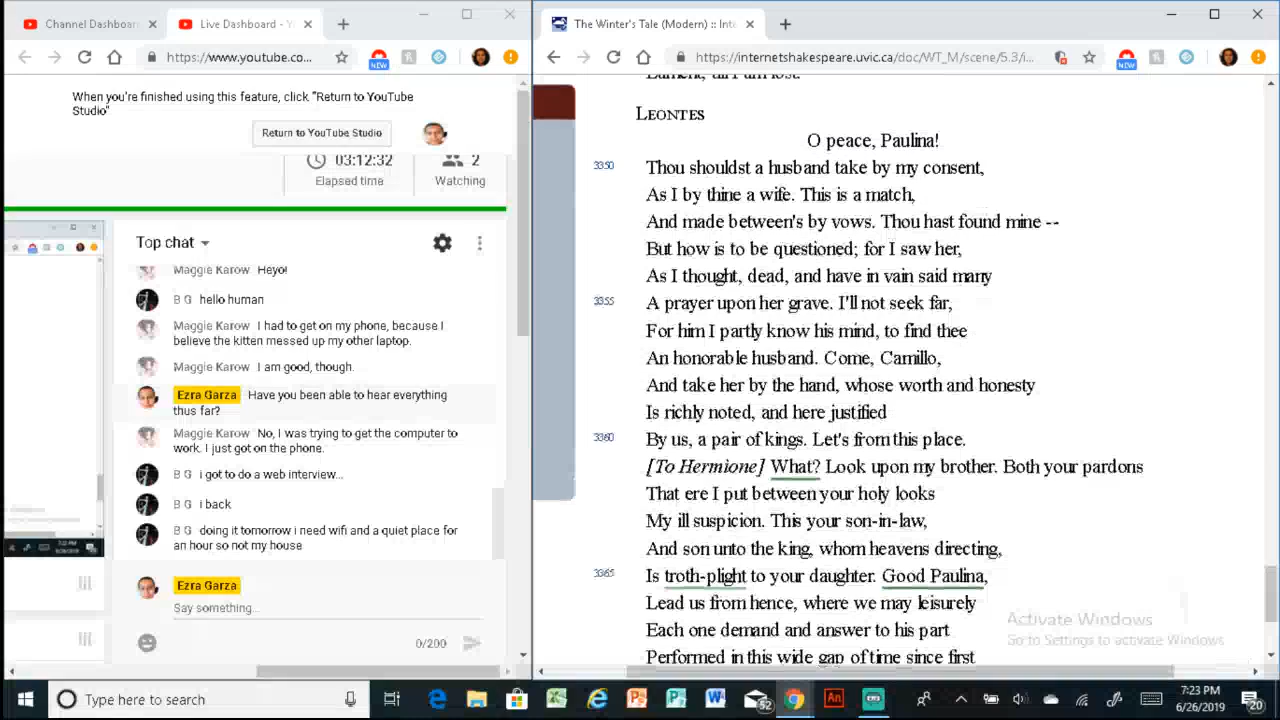 Channel Dashboard
Live Dashboard - Y
https://www.youtube.co...
NEW
When you're finished using this feature, click "Return to YouTube
Studio"
Return to YouTube Studio
03:12:32
2
Elapsed time
Watching
Top chat
Maggie Karow Heyo!
B G hello human
Maggie Karow I had to get on my phone, because I
believe the kitten messed up my other laptop.
Maggie Karow I am good, though.
Ezra Garza Have you been able to hear everything
thus far?
Maggie Karow No, I was trying to get the computer to
work. I just got on the phone.
B G i got to do a web interview...
B G i back
B G doing it tomorrow i need wifi and a quiet place for
an hour so not my house
Ezra Garza
Say something...
0/200
The Winter's Tale (Modern) :: Inte
https://internetshakespeare.uvic.ca/doc/WT_M/scene/5.3/i...
NEW
Lament, till I am lost.
LEONTES
O peace, Paulina!
3350 Thou shouldst a husband take by my consent,
As I by thine a wife. This is a match,
And made between's by vows. Thou hast found mine --
But how is to be questioned; for I saw her,
As I thought, dead, and have in vain said many
3355 A prayer upon her grave. I'll not seek far,
For him I partly know his mind, to find thee
An honorable husband. Come, Camillo,
And take her by the hand, whose worth and honesty
Is richly noted, and here justified
3360 By us, a pair of kings. Let's from this place.
[To Hermione] What? Look upon my brother. Both your pardons
That ere I put between your holy looks
My ill suspicion. This your son-in-law,
And son unto the king, whom heavens directing,
3365 Is troth-plight to your daughter. Good Paulina,
Lead us from hence, where we may leisurely
Each one demand and answer to his part
Performed in this wide gap of time since first
Activate Windows
Go to Settings to activate Windows.
Type here to search
52
7:23 PM
6/26/2019
20